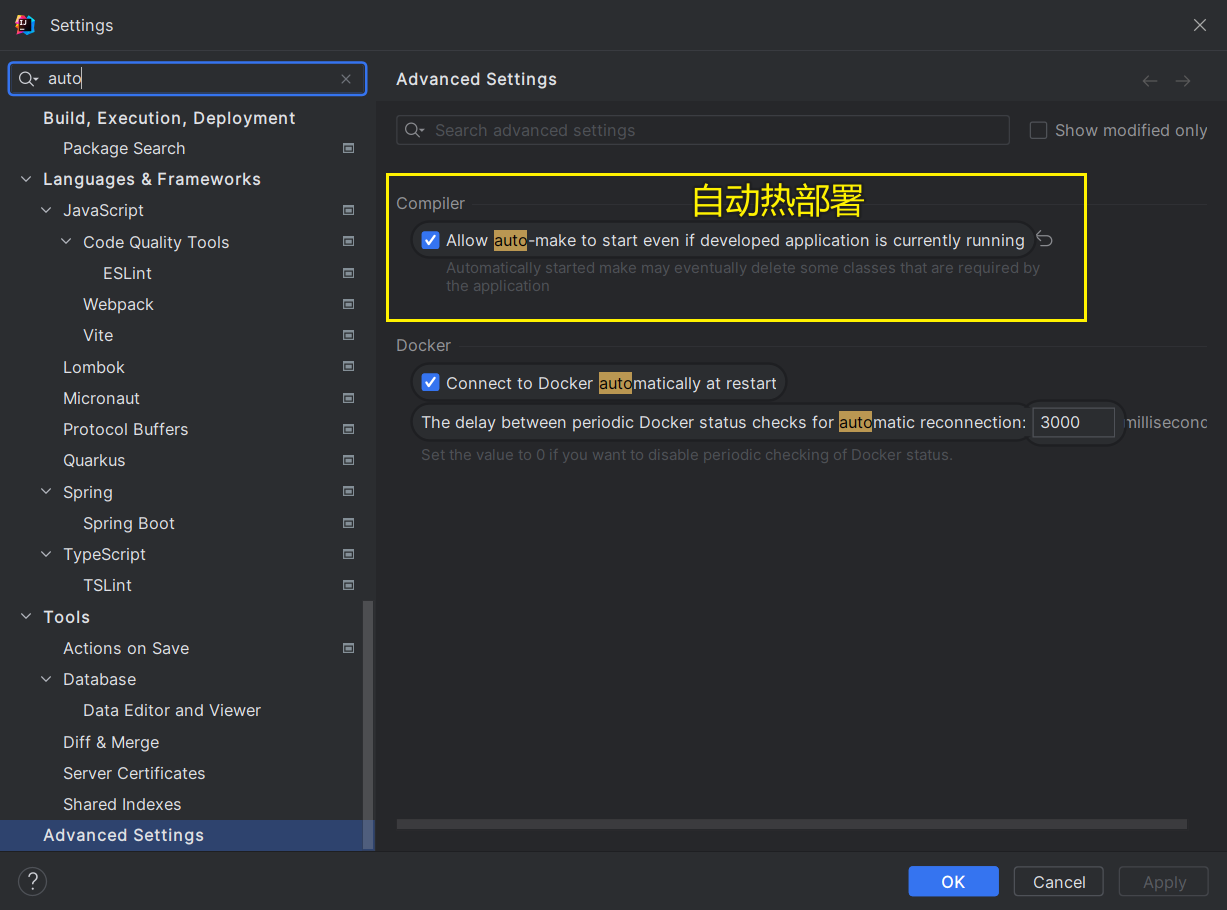 Settings
auto
Build, Execution, Deployment
Package Search
Languages & Frameworks
JavaScript
Code Quality Tools
ESLint
Webpack
Vite
Lombok
Micronaut
Protocol Buffers
Quarkus
Spring
Spring Boot
TypeScript
TSLint
Tools
Actions on Save
Database
Data Editor and Viewer
Diff & Merge
Server Certificates
Shared Indexes
Advanced Settings
Advanced Settings
Search advanced settings
Show modified only
自动热部署
Compiler
Allow auto-make to start even if developed application is currently running
Automatically started make may eventually delete some classes that are required by
the application
Docker
Connect to Docker automatically at restart
The delay between periodic Docker status checks for automatic reconnection: 3000 millisecond
Set the value to 0 if you want to disable periodic checking of Docker status.
?
OK
Cancel
Apply